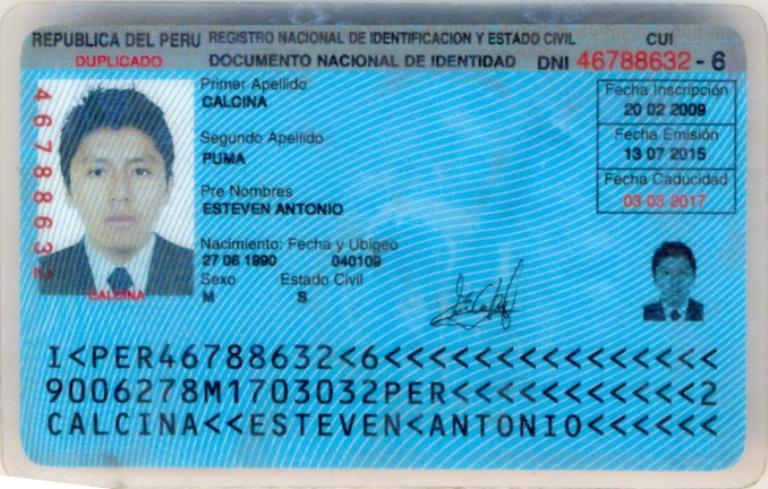 REPUBLICA DEL PERU REGISTRO NACIONAL DE IDENTIFICACION Y ESTADO CIVIL CUI
DUPLICADO DOCUMENTO NACIONAL DE IDENTIDAD DNI 46788632 - 6
46788632
Primer Apellido
CALCINA
Segundo Apellido
PUMA
Pre Nombres
ESTEVEN ANTONIO
Nacimiento: Fecha y Ubigeo
27 06 1990 040109
Sexo Estado Civil
M S
CALCINA
Fecha Inscripción
20 02 2009
Fecha Emisión
13 07 2015
Fecha Caducidad
03 03 2017
I<PER46788632<6<<<<<<<<<<<<<<<
9006278M1703032PER<<<<<<<<<<<2
CALCINA<<ESTEVEN<ANTONIO<<<<<<